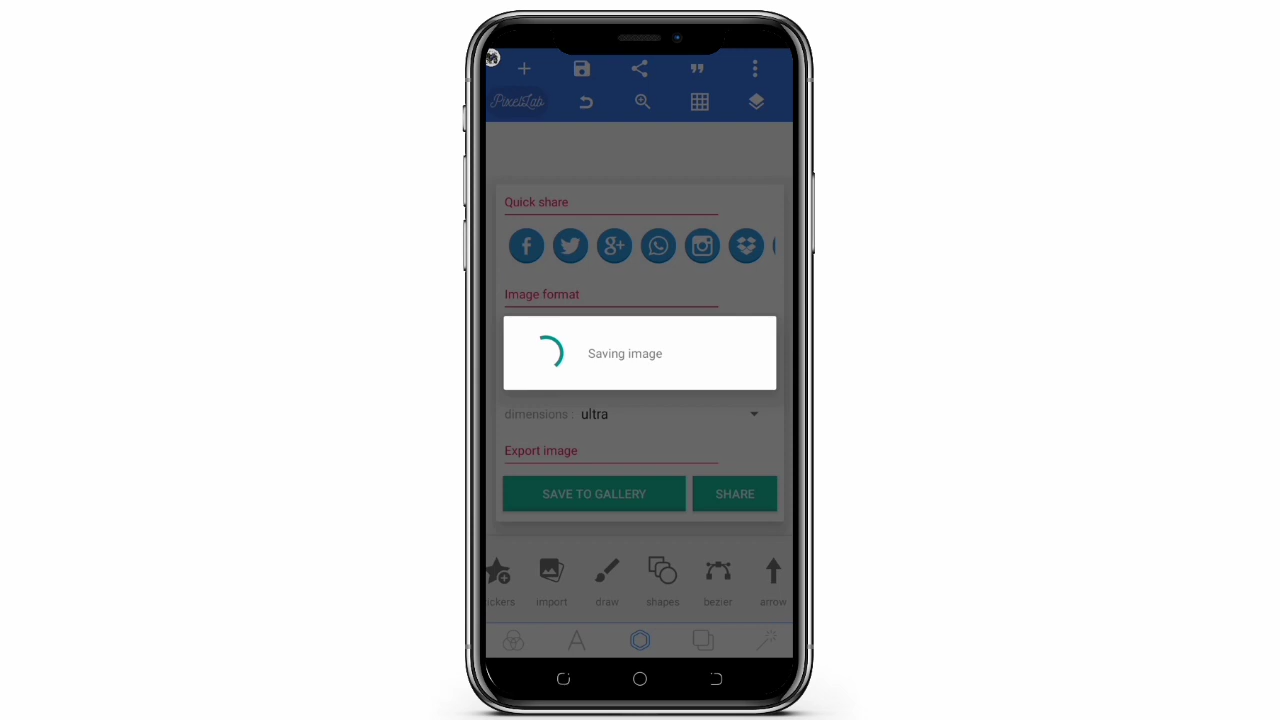 PixelLab
Quick share
Image format
Saving image
dimensions : ultra
Export image
SAVE TO GALLERY SHARE
ickers import draw shapes bezier arrow